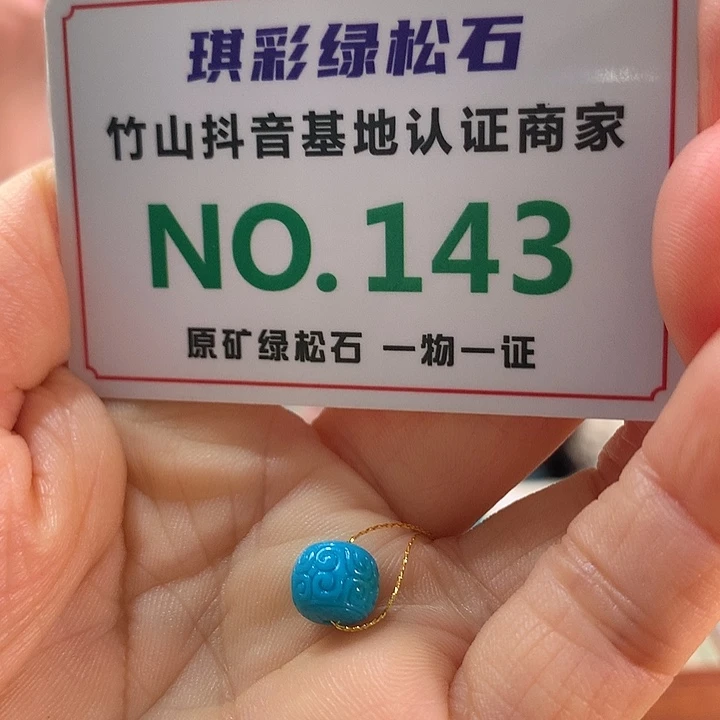 琪彩绿松石
竹山抖音基地认证商家
NO.143
原矿绿松石 一物一证